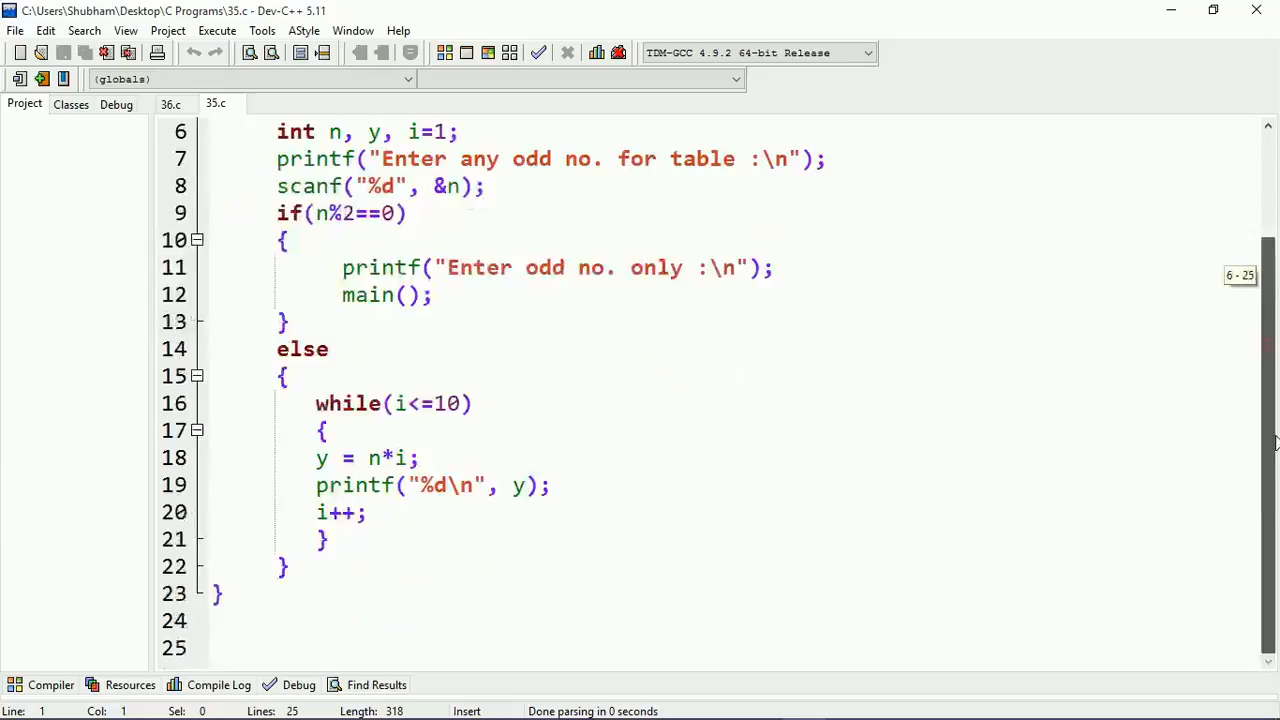 C:\Users\Shubham\Desktop\C Programs\35.c - Dev-C++ 5.11
File Edit Search View Project Execute Tools AStyle Window Help
TDM-GCC 4.9.2 64-bit Release
(globals)
Project Classes Debug 36.c 35.c
6 int n, y, i=1;
7 printf("Enter any odd no. for table :\n");
8 scanf("%d", &n);
9 if(n%2==0)
10 {
11 printf("Enter odd no. only :\n");
12 main();
13 }
14 else
15 {
16 while(i<=10)
17 {
18 y = n*i;
19 printf("%d\n", y);
20 i++;
21 }
22 }
23 }
24
25
6 - 25
Compiler Resources Compile Log Debug Find Results
Line: 1 Col: 1 Sel: 0 Lines: 25 Length: 318 Insert Done parsing in 0 seconds